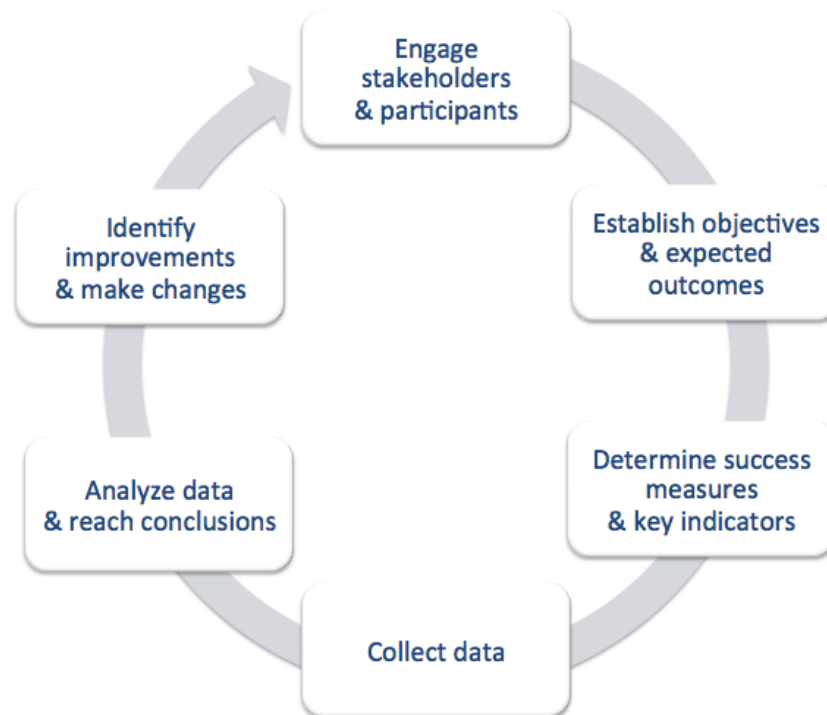 Engage
stakeholders
& participants
Establish objectives
& expected
outcomes
Determine success
measures
& key indicators
Collect data
Analyze data
& reach conclusions
Identify
improvements
& make changes